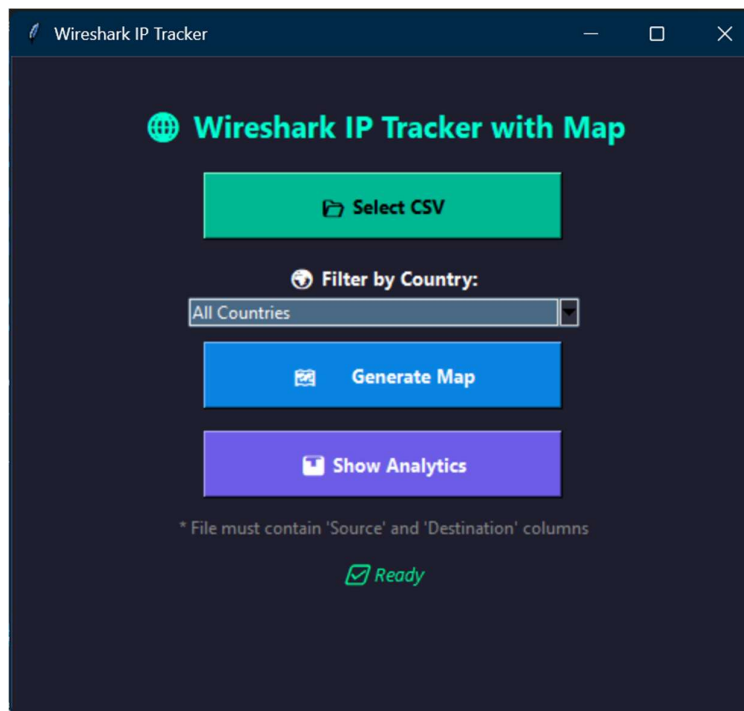 Wireshark IP Tracker
Wireshark IP Tracker with Map
Select CSV
Filter by Country:
All Countries
Generate Map
Show Analytics
* File must contain 'Source' and 'Destination' columns
Ready